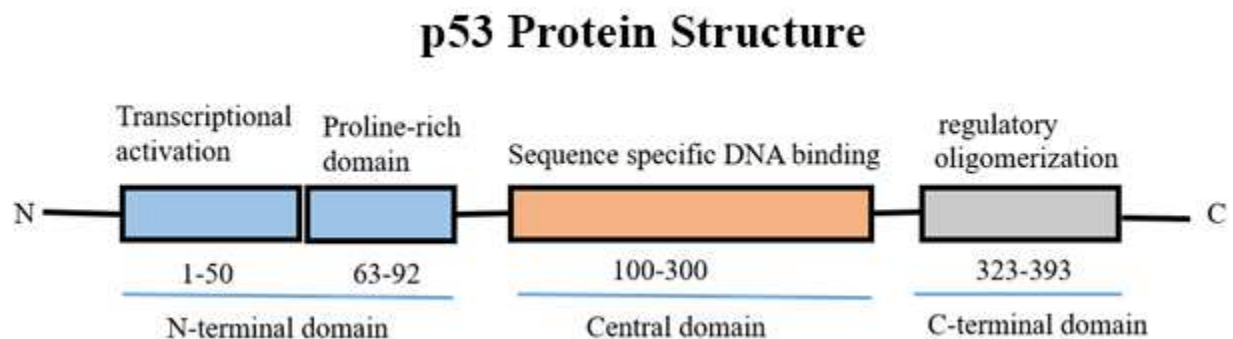 p53 Protein Structure
Transcriptional
activation
Proline-rich
domain
Sequence specific DNA binding
regulatory
oligomerization
N
C
1-50
63-92
100-300
323-393
N-terminal domain
Central domain
C-terminal domain